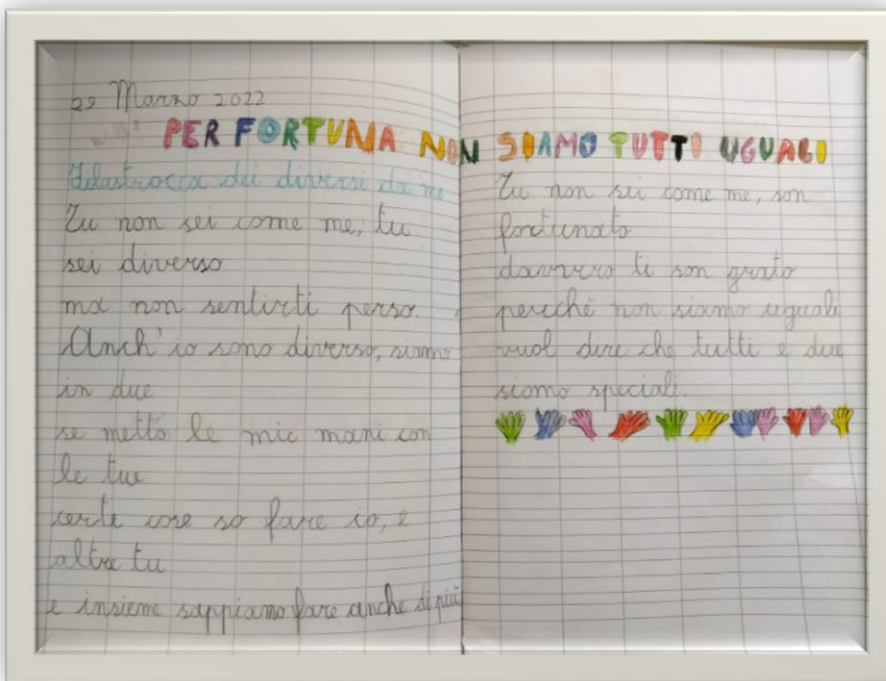 29 Marzo 2022
PER FORTUNA NON SIAMO TUTTI UGUALI
Filastrocca dei diversi da me
Tu non sei come me, tu
sei diverso
ma non sentirti perso.
Anch'io sono diverso, siamo
in due
se metto le mie mani con
le tue
certe cose so fare io, e
altre tu
e insieme sappiamo fare anche di più
Tu non sei come me, son
fortunato
davvero ti son grato
perché non siamo uguali
vuol dire che tutti e due
siamo speciali.